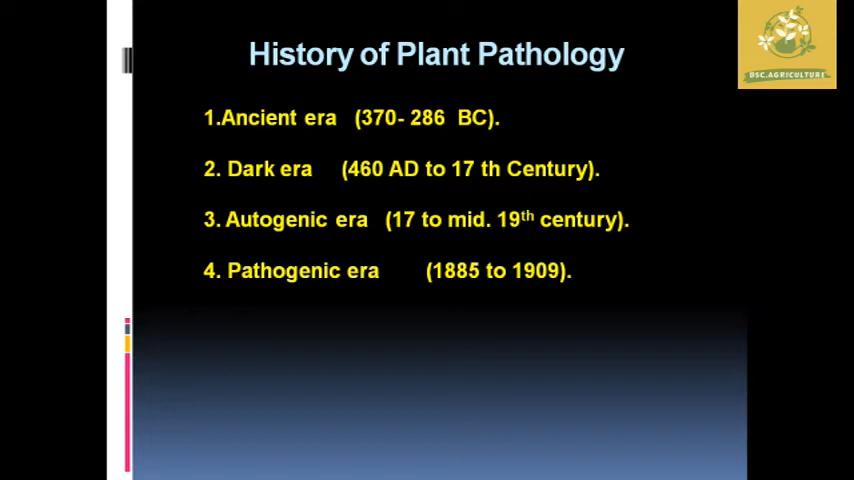 History of Plant Pathology
BSC.AGRICULTURE
1.Ancient era (370- 286 BC).
2. Dark era (460 AD to 17 th Century).
3. Autogenic era (17 to mid. 19th century).
4. Pathogenic era (1885 to 1909).